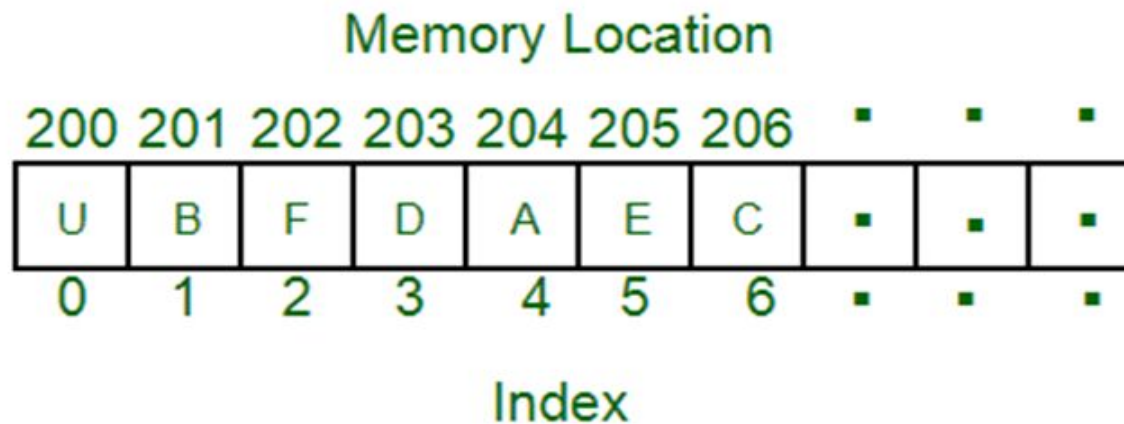 Memory Location
200 201 202 203 204 205 206 . . .
U B F D A E C . . .
0 1 2 3 4 5 6 . . .
Index